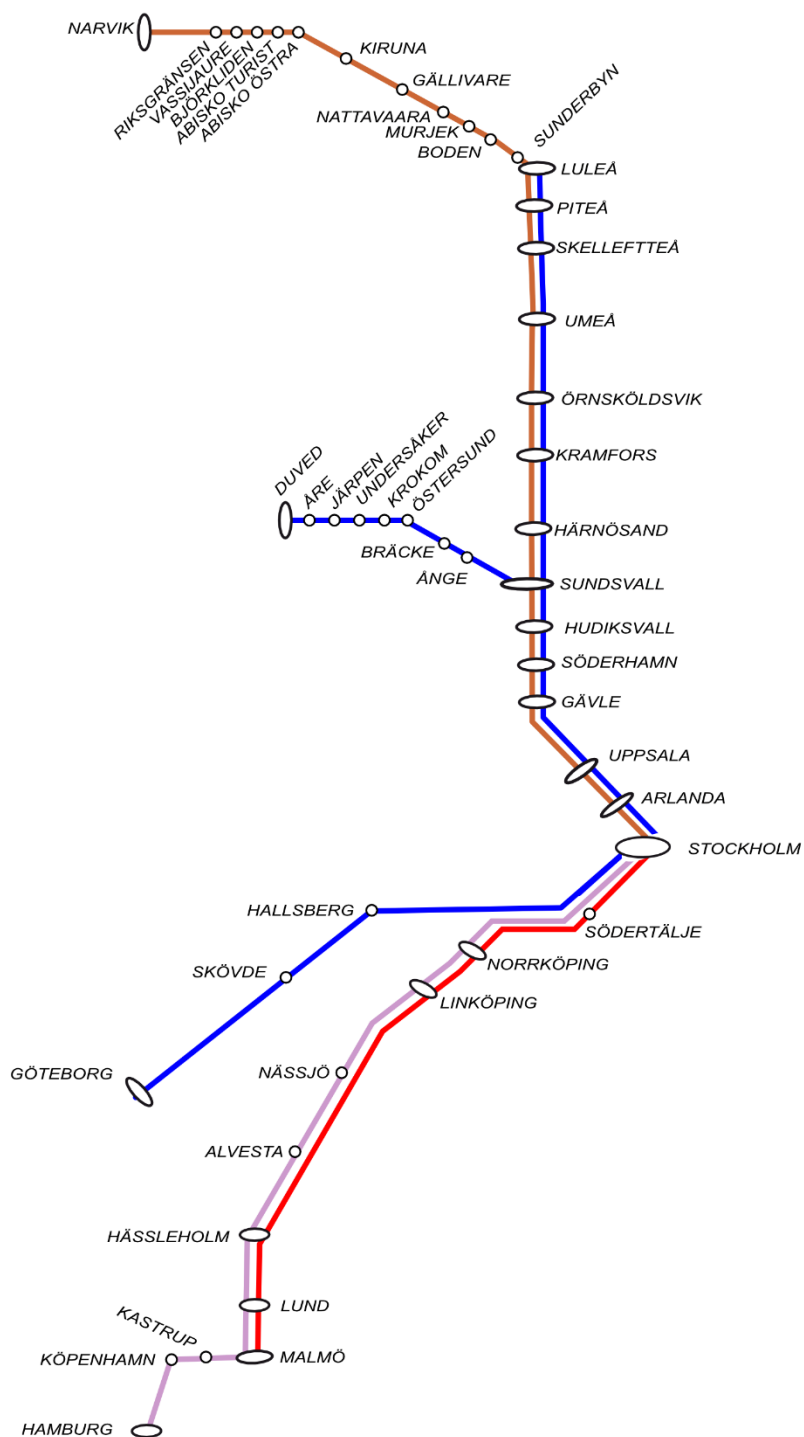 NARVIK
RIKSGRÄNSEN
VASSIJAURE
BJÖRKLIDEN
ABISKO TURIST
ABISKO ÖSTRA
KIRUNA
GÄLLIVARE
NATTAVAARA
MURJEK
BODEN
SUNDERBYN
LULEÅ
PITEÅ
SKELLEFTTEÅ
UMEÅ
ÖRNSKÖLDSVIK
KRAMFORS
DUVED
ÅRE
JÄRPEN
UNDERSÅKER
KROKOM
ÖSTERSUND
BRÄCKE
ÅNGE
HÄRNÖSAND
SUNDSVALL
HUDIKSVALL
SÖDERHAMN
GÄVLE
UPPSALA
ARLANDA
STOCKHOLM
HALLSBERG
SÖDERTÄLJE
SKÖVDE
NORRKÖPING
LINKÖPING
GÖTEBORG
NÄSSJÖ
ALVESTA
HÄSSLEHOLM
LUND
KASTRUP
KÖPENHAMN
MALMÖ
HAMBURG